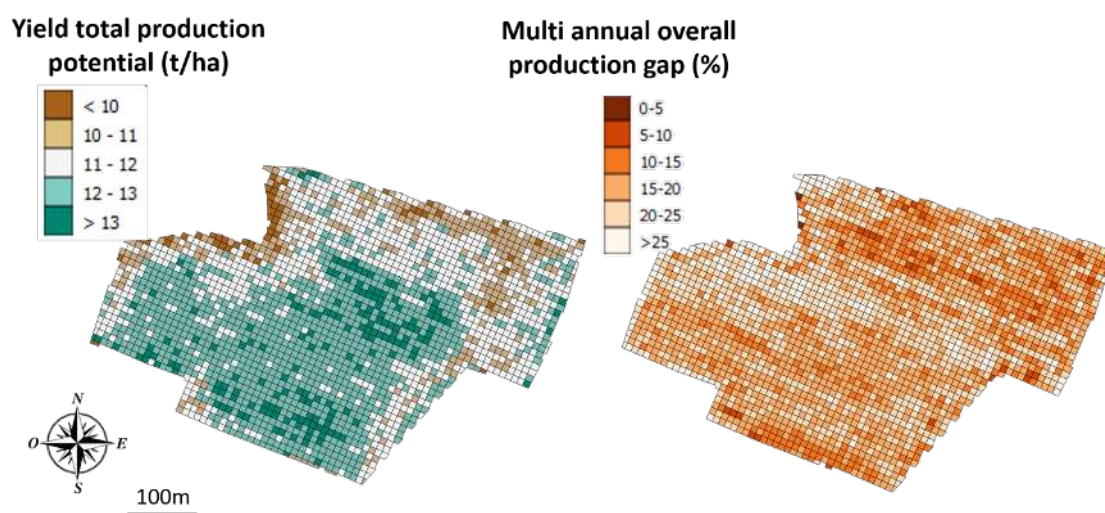 Yield total production
potential (t/ha)
< 10
10 - 11
11 - 12
12 - 13
> 13
Multi annual overall
production gap (%)
0-5
5-10
10-15
15-20
20-25
>25
N
O
E
S
100m